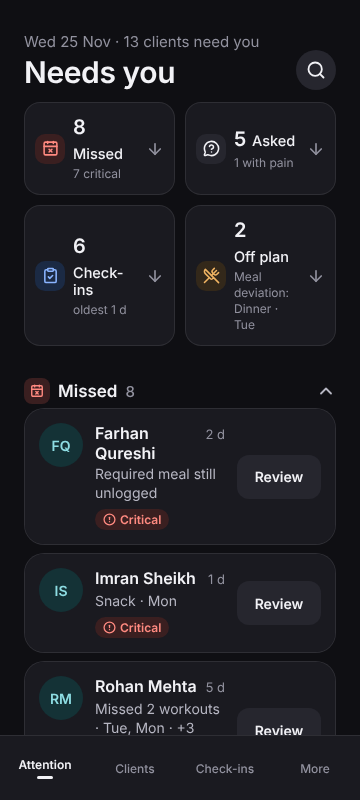 Wed 25 Nov · 13 clients need you
Needs you
8
Missed
7 critical
5 Asked
1 with pain
6
Check-
ins
oldest 1 d
2
Off plan
Meal
deviation:
Dinner ·
Tue
Missed 8
FQ
Farhan
Qureshi
2 d
Required meal still
unlogged
Critical
Review
IS
Imran Sheikh 1 d
Snack · Mon
Critical
Review
RM
Rohan Mehta 5 d
Missed 2 workouts
· Tue, Mon · +3
Review
Attention
Clients
Check-ins
More